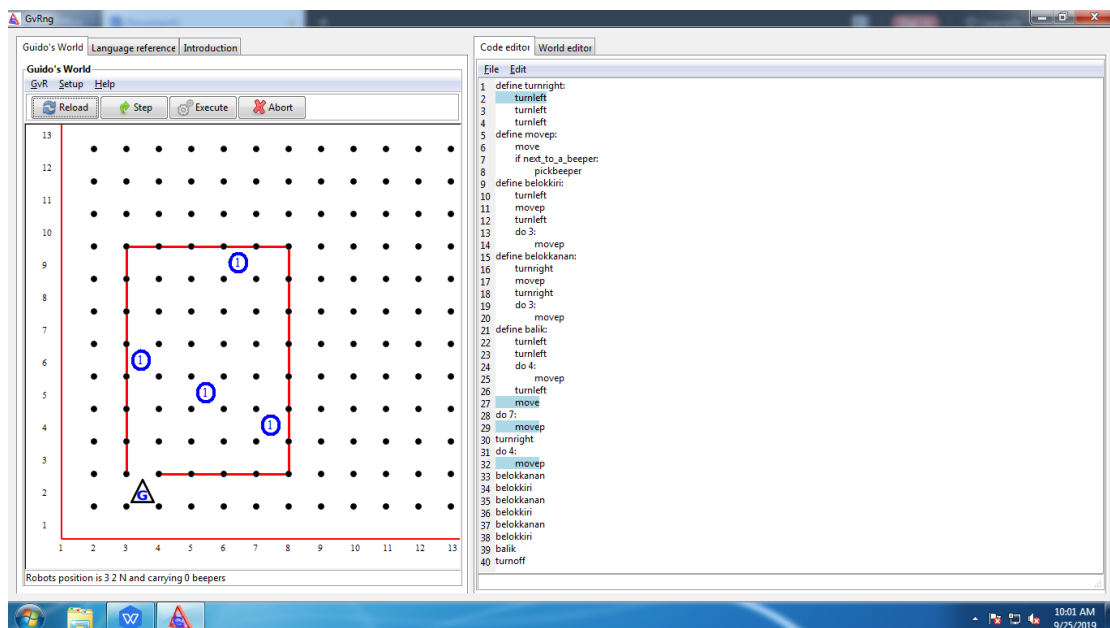 GvRng
Guido's World Language reference Introduction
Guido's World
GvR Setup Help
Reload Step Execute Abort
13
12
11
10
9
8
7
6
5
4
3
2
1
1
1
1
1
G
1 2 3 4 5 6 7 8 9 10 11 12 13
Robots position is 3 2 N and carrying 0 beepers
Code editor World editor
File Edit
1 define turnright:
2 turnleft
3 turnleft
4 turnleft
5 define movep:
6 move
7 if next_to_a_beeper:
8 pickbeeper
9 define belokkiri:
10 turnleft
11 movep
12 turnleft
13 do 3:
14 movep
15 define belokkanan:
16 turnright
17 movep
18 turnright
19 do 3:
20 movep
21 define balik:
22 turnleft
23 turnleft
24 do 4:
25 movep
26 turnleft
27 move
28 do 7:
29 movep
30 turnright
31 do 4:
32 movep
33 belokkanan
34 belokkiri
35 belokkanan
36 belokkiri
37 belokkanan
38 belokkiri
39 balik
40 turnoff
10:01 AM
9/25/2019